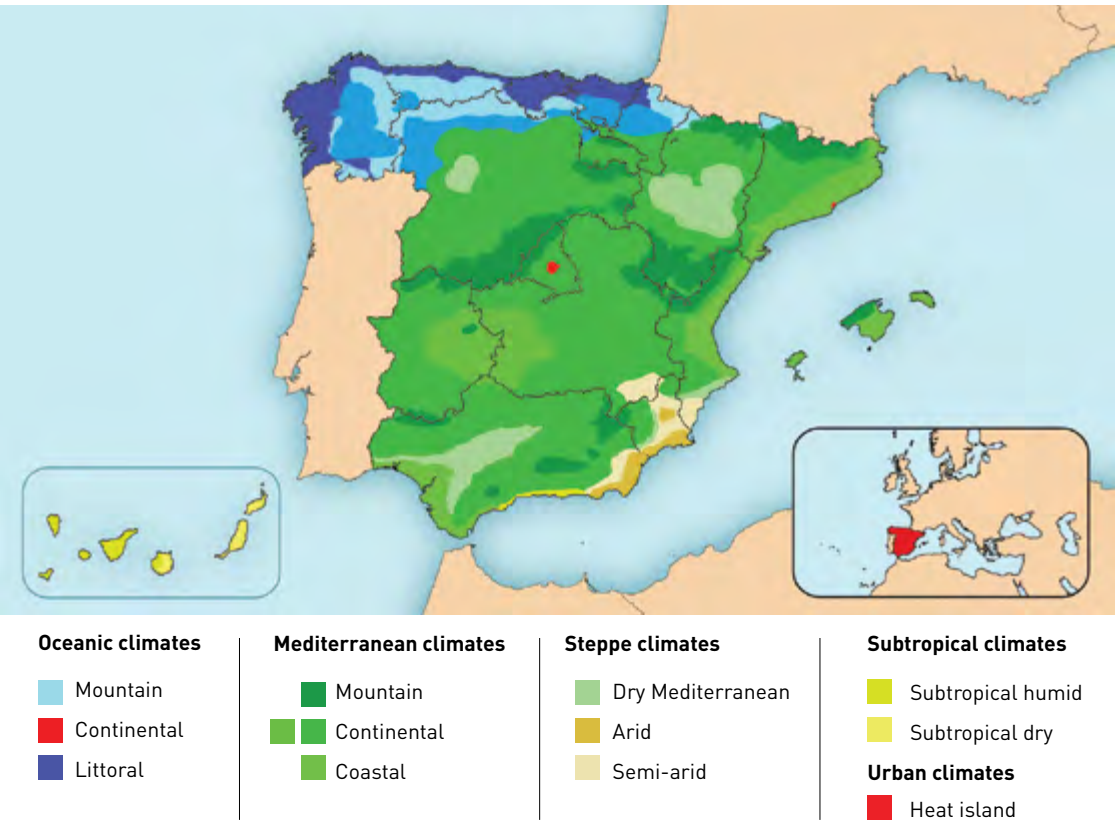 Oceanic climates
Mountain
Continental
Littoral
Mediterranean climates
Mountain
Continental
Coastal
Steppe climates
Dry Mediterranean
Arid
Semi-arid
Subtropical climates
Subtropical humid
Subtropical dry
Urban climates
Heat island